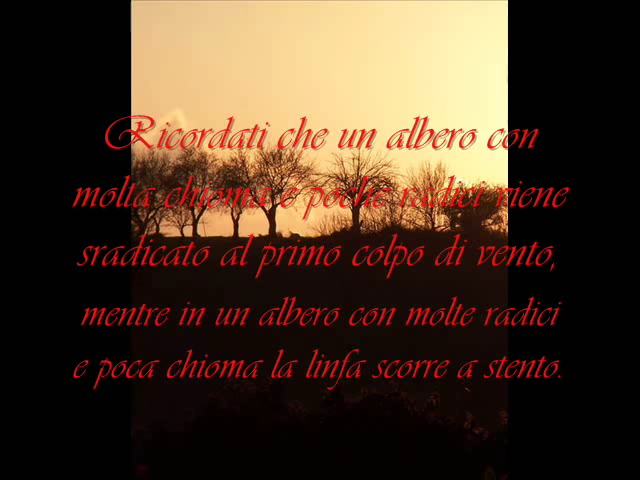 Ricordati che un albero con
molta chioma e poche radici viene
sradicato al primo colpo di vento,
mentre in un albero con molte radici
e poca chioma la linfa scorre a stento.